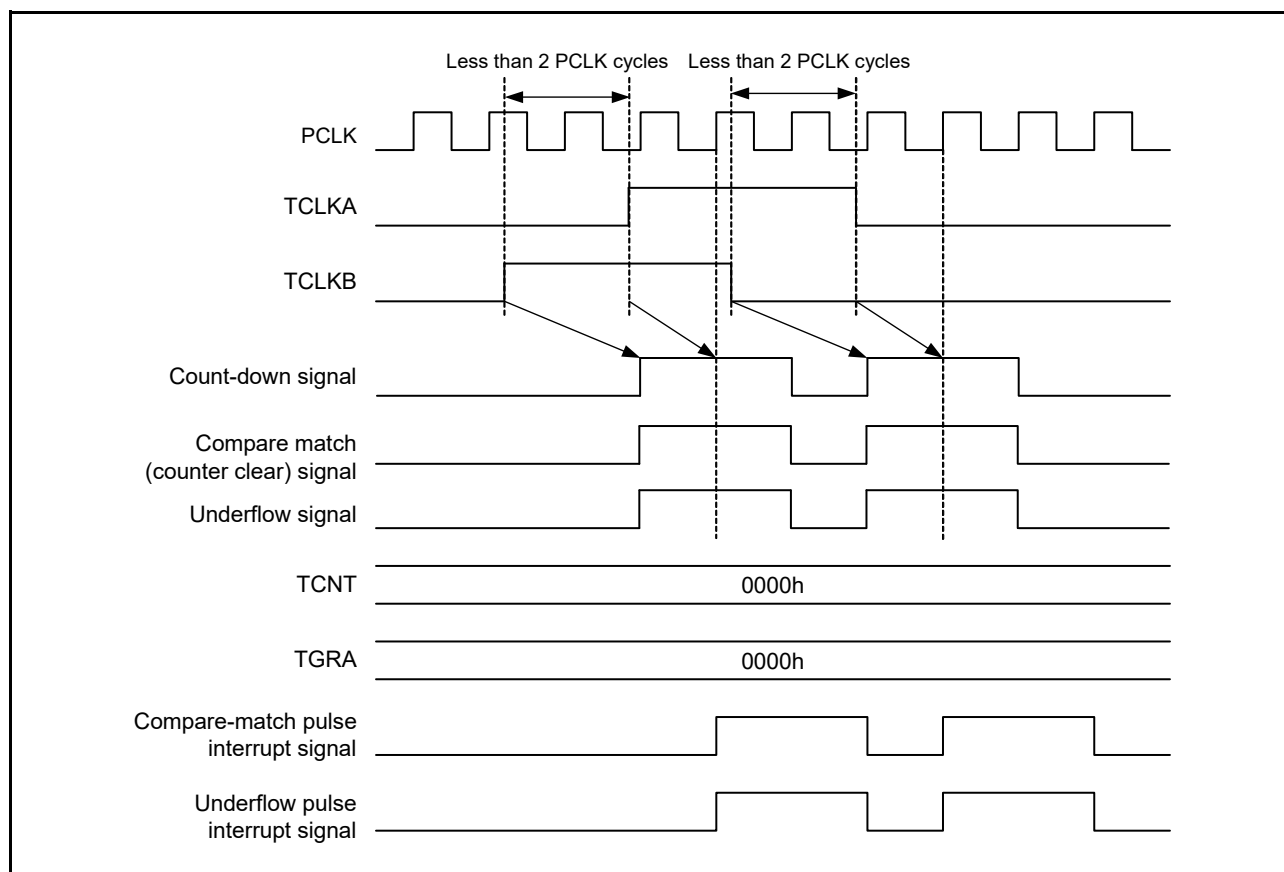 Less than 2 PCLK cycles Less than 2 PCLK cycles
PCLK
TCLKA
TCLKB
Count-down signal
Compare match
(counter clear) signal
Underflow signal
TCNT 0000h
TGRA 0000h
Compare-match pulse
interrupt signal
Underflow pulse
interrupt signal